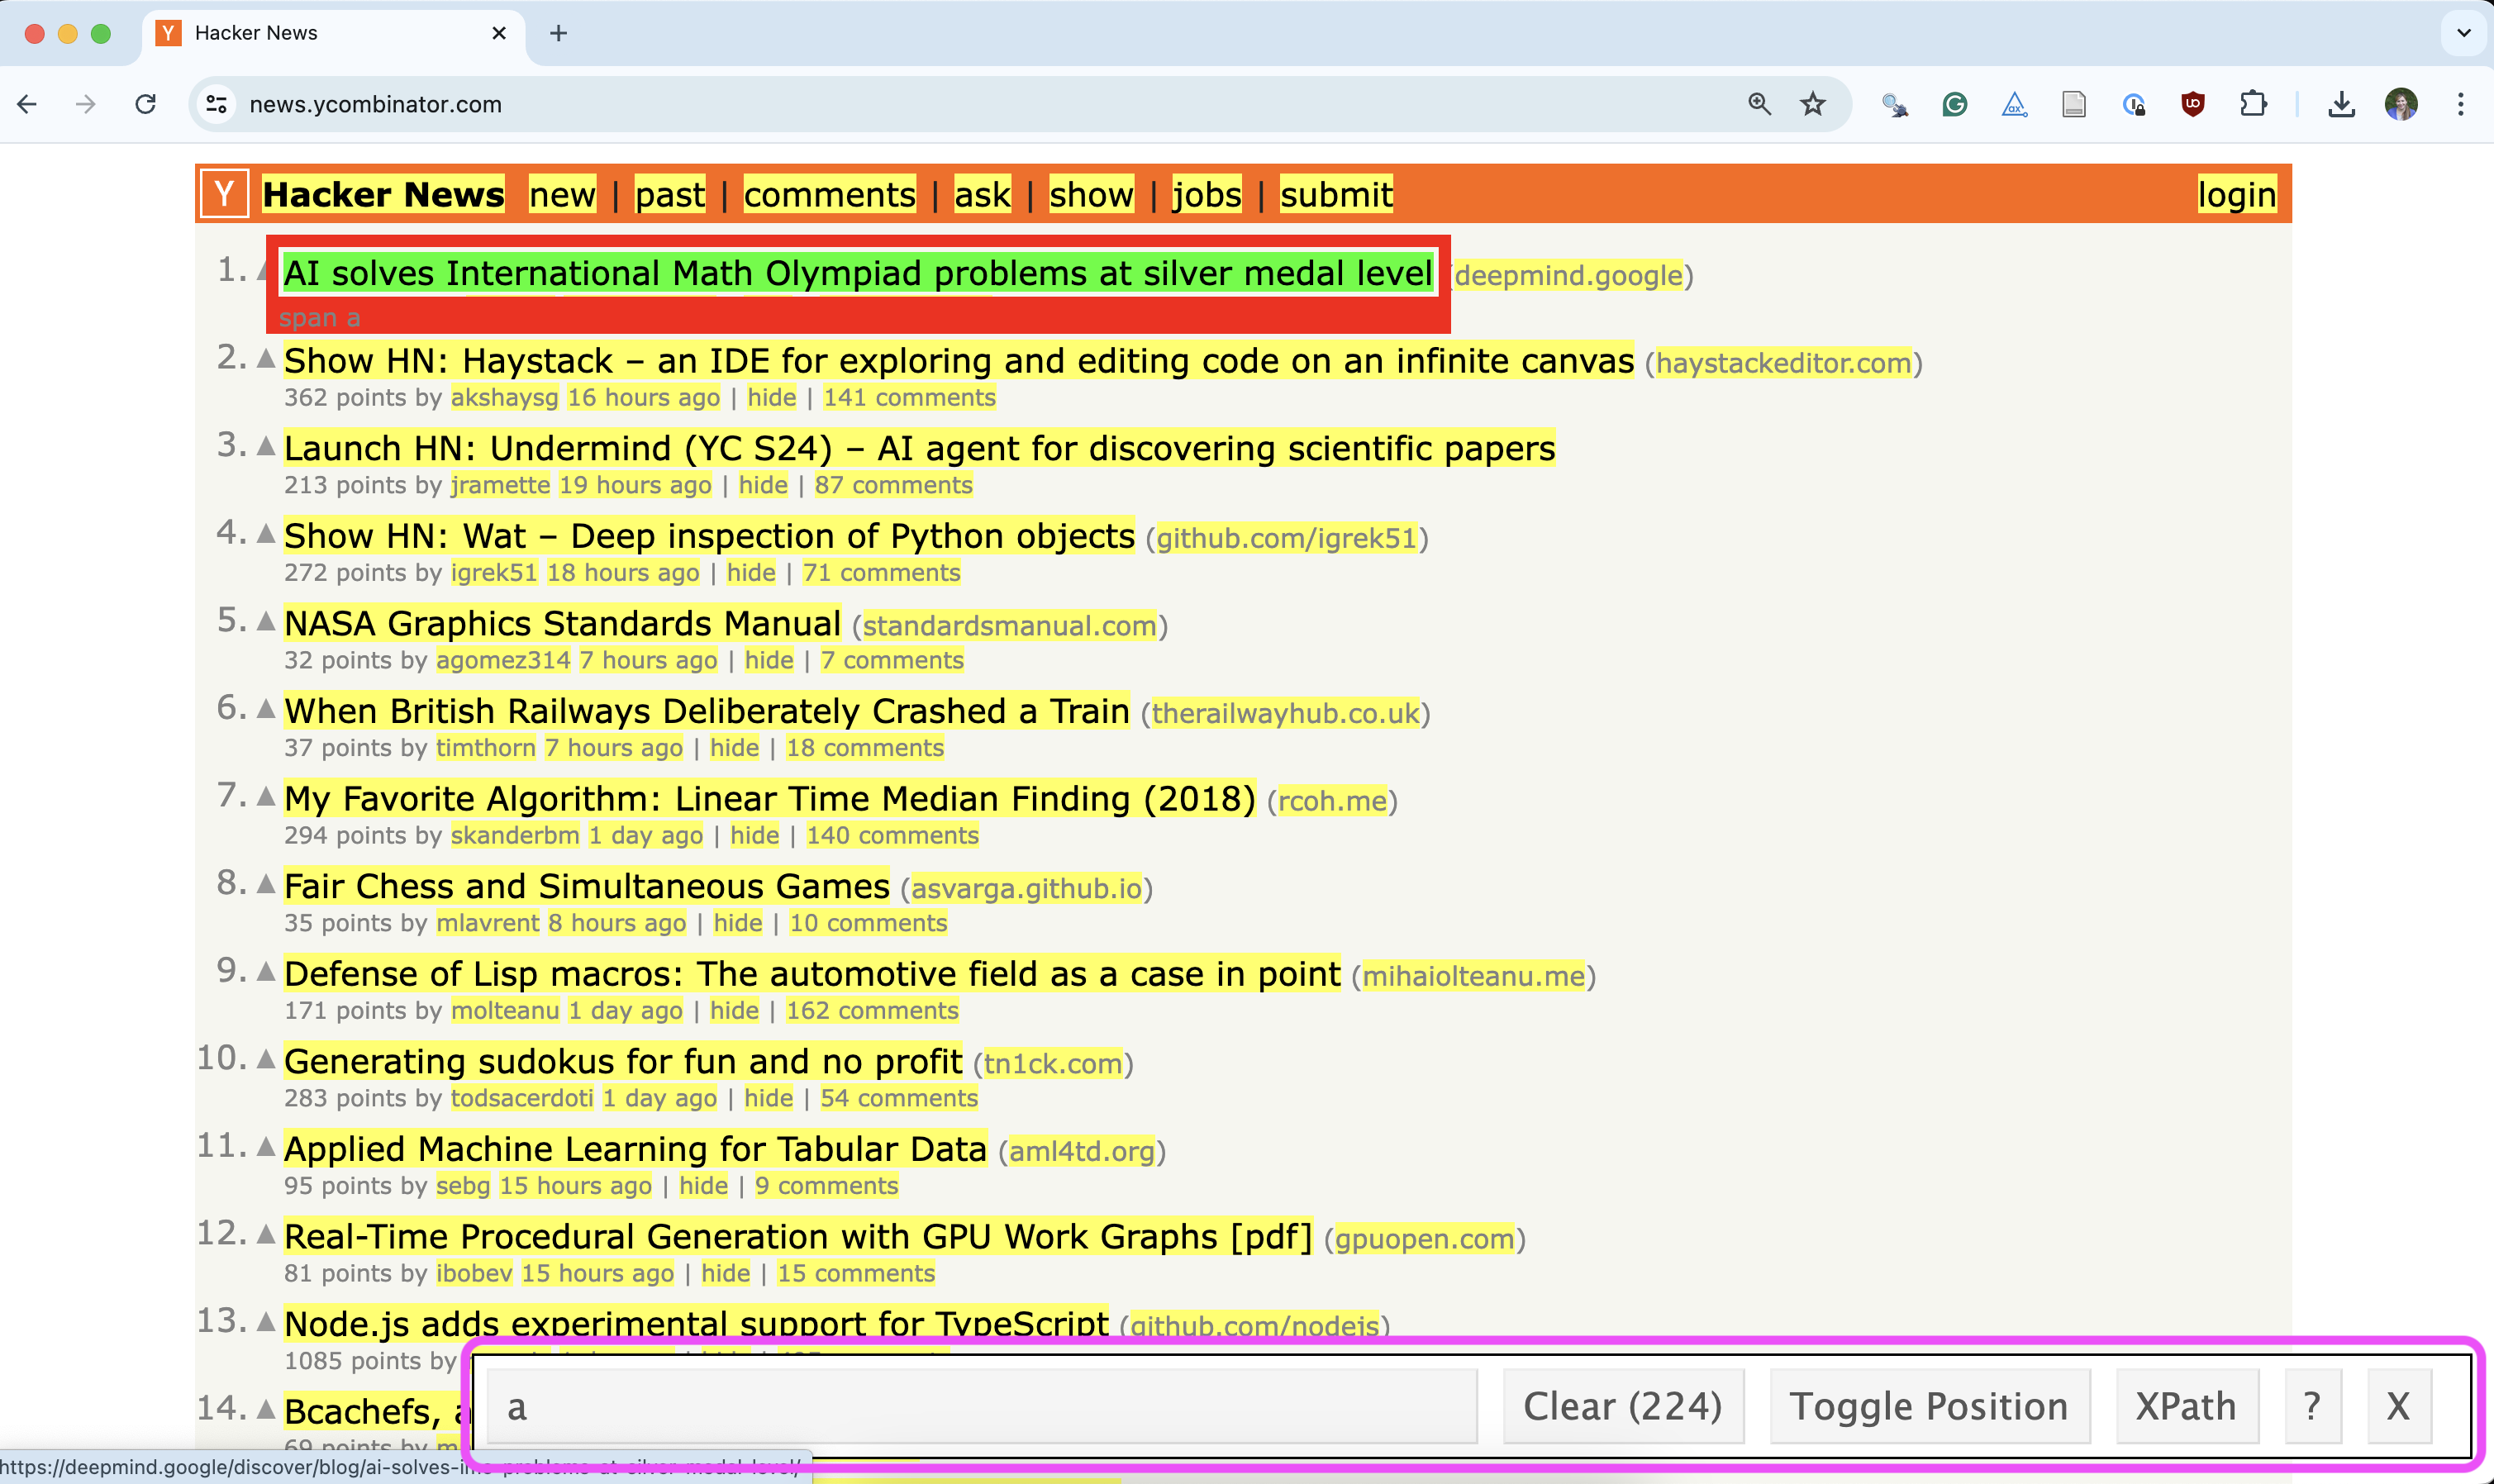 Y Hacker News
news.ycombinator.com
Y Hacker News new | past | comments | ask | show | jobs | submit login
1. AI solves International Math Olympiad problems at silver medal level (deepmind.google)
span a
2. Show HN: Haystack – an IDE for exploring and editing code on an infinite canvas (haystackeditor.com)
362 points by akshaysg 16 hours ago | hide | 141 comments
3. Launch HN: Undermind (YC S24) – AI agent for discovering scientific papers
213 points by jramette 19 hours ago | hide | 87 comments
4. Show HN: Wat – Deep inspection of Python objects (github.com/igrek51)
272 points by igrek51 18 hours ago | hide | 71 comments
5. NASA Graphics Standards Manual (standardsmanual.com)
32 points by agomez314 7 hours ago | hide | 7 comments
6. When British Railways Deliberately Crashed a Train (therailwayhub.co.uk)
37 points by timthorn 7 hours ago | hide | 18 comments
7. My Favorite Algorithm: Linear Time Median Finding (2018) (rcoh.me)
294 points by skanderbm 1 day ago | hide | 140 comments
8. Fair Chess and Simultaneous Games (asvarga.github.io)
35 points by mlavrent 8 hours ago | hide | 10 comments
9. Defense of Lisp macros: The automotive field as a case in point (mihaiolteanu.me)
171 points by molteanu 1 day ago | hide | 162 comments
10. Generating sudokus for fun and no profit (tn1ck.com)
283 points by todsacerdoti 1 day ago | hide | 54 comments
11. Applied Machine Learning for Tabular Data (aml4td.org)
95 points by sebg 15 hours ago | hide | 9 comments
12. Real-Time Procedural Generation with GPU Work Graphs [pdf] (gpuopen.com)
81 points by ibobev 15 hours ago | hide | 15 comments
13. Node.js adds experimental support for TypeScript (github.com/nodejs)
1085 points by
14. Bcachefs, a
69 points by m
a Clear (224) Toggle Position XPath ? X
https://deepmind.google/discover/blog/ai-solves-imo-problems-at-silver-medal-level/